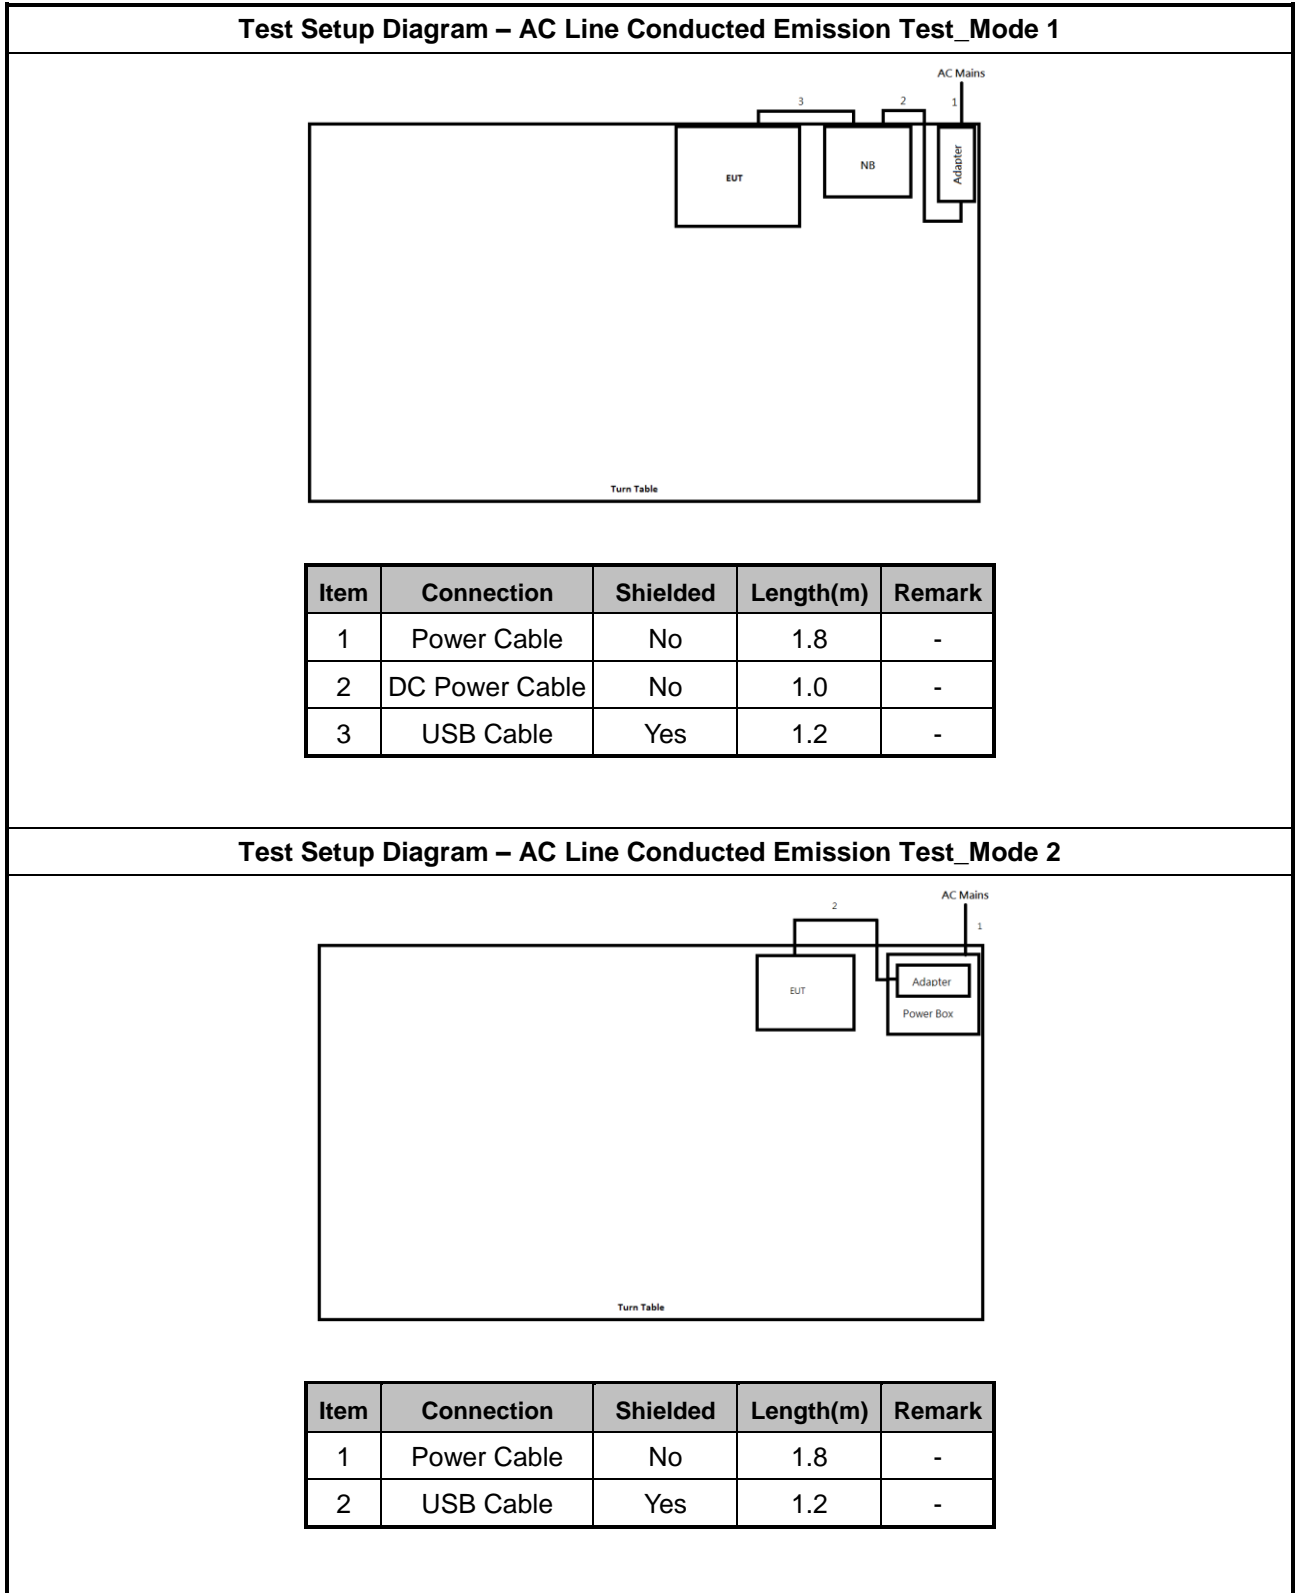 Test Setup Diagram – AC Line Conducted Emission Test_Mode 1
AC Mains
3 2 1
EUT NB Adapter
Turn Table
Item Connection Shielded Length(m) Remark
1 Power Cable No 1.8 -
2 DC Power Cable No 1.0 -
3 USB Cable Yes 1.2 -
Test Setup Diagram – AC Line Conducted Emission Test_Mode 2
AC Mains
2 1
EUT Adapter
Power Box
Turn Table
Item Connection Shielded Length(m) Remark
1 Power Cable No 1.8 -
2 USB Cable Yes 1.2 -